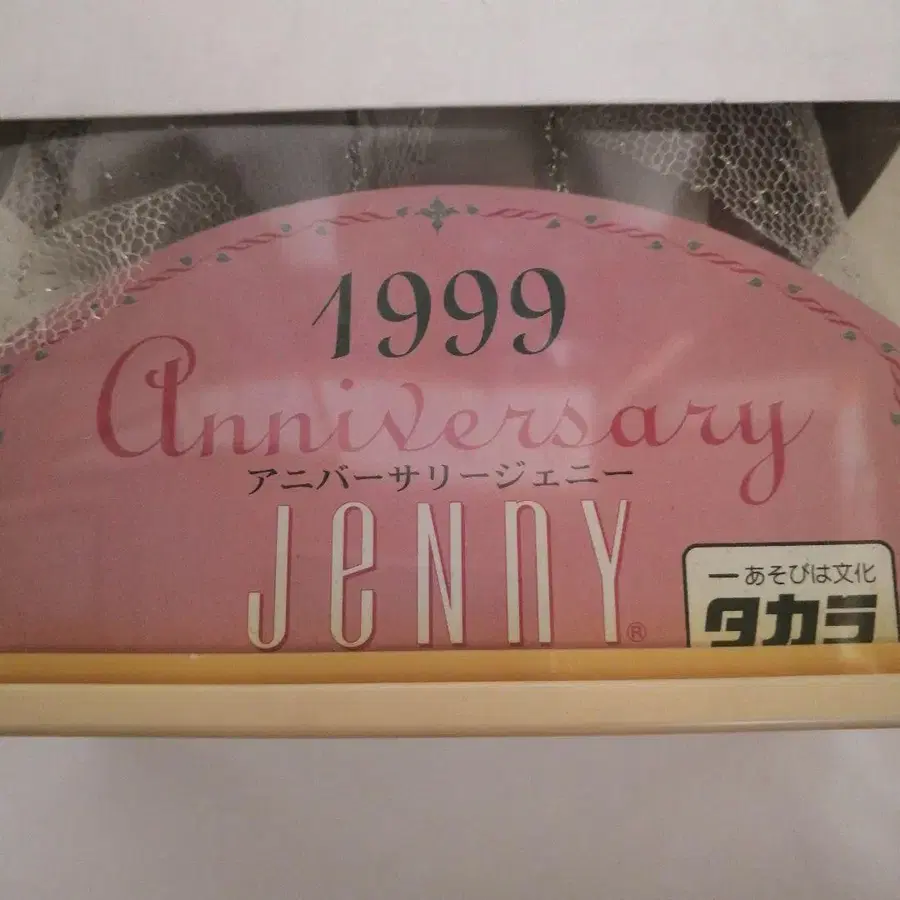 1999
Anniversary
アニバーサリージェニー
JeNNY®
―あそびは文化
タカラ